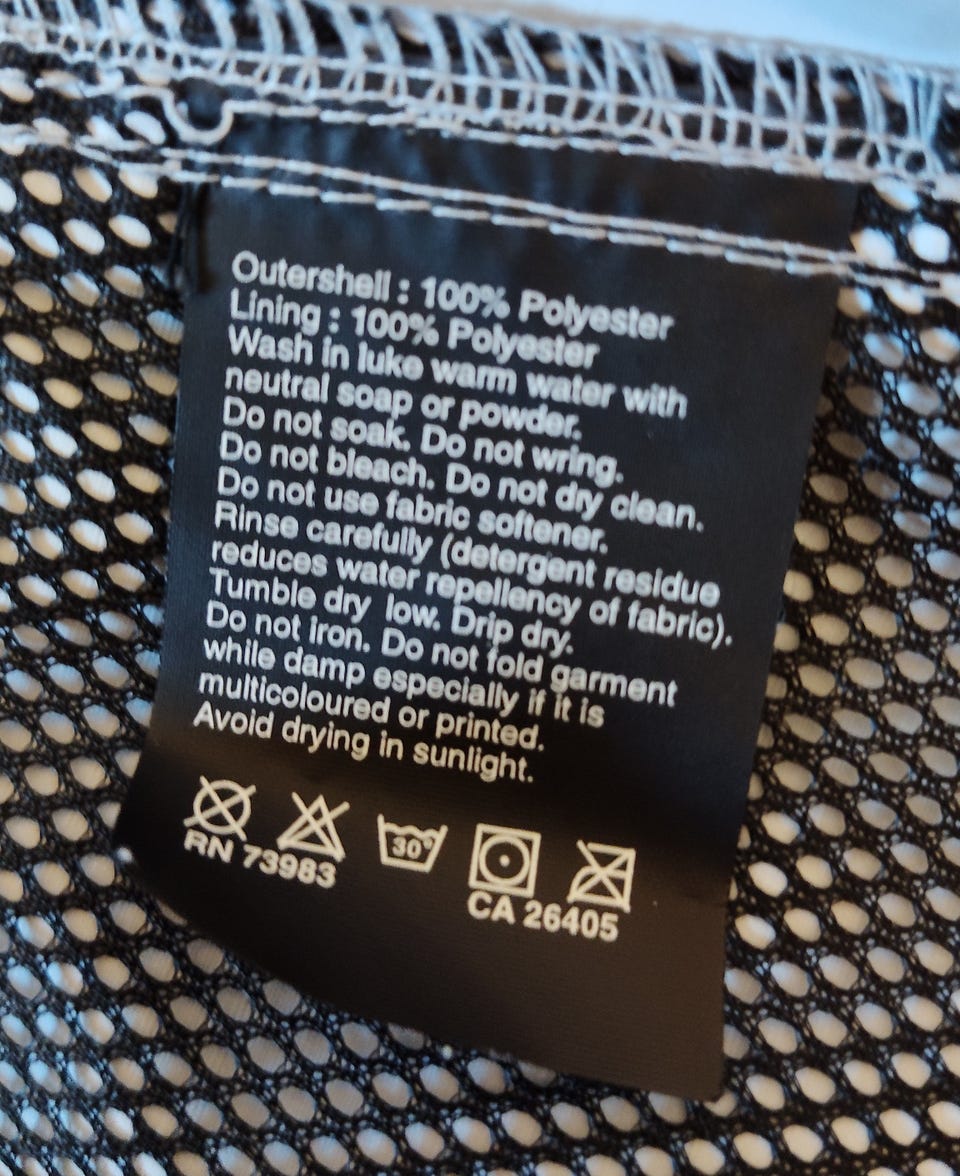 Outershell : 100% Polyester
Lining : 100% Polyester
Wash in luke warm water with
neutral soap or powder.
Do not soak. Do not wring.
Do not bleach. Do not dry clean.
Do not use fabric softener.
Rinse carefully (detergent residue
reduces water repellency of fabric).
Tumble dry low. Drip dry.
Do not iron. Do not fold garment
while damp especially if it is
multicoloured or printed.
Avoid drying in sunlight.
30°
RN 73983
CA 26405